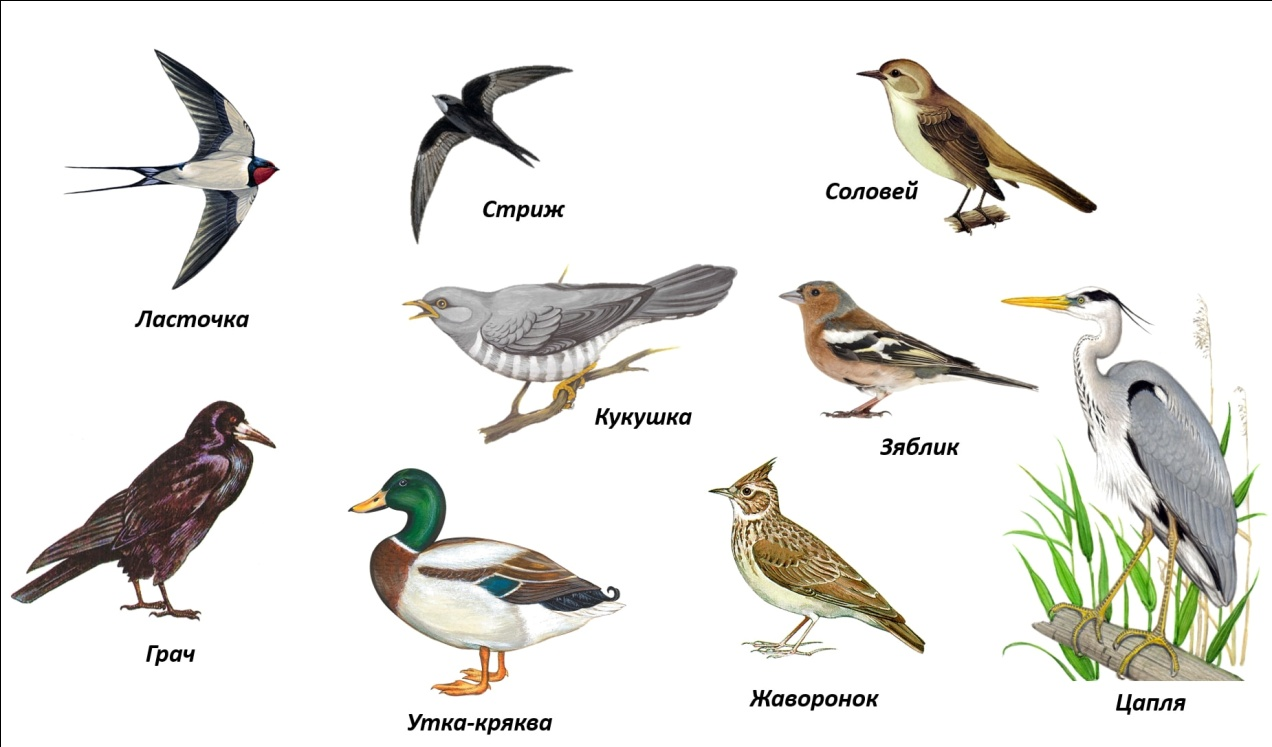 Ласточка
Стриж
Соловей
Кукушка
Зяблик
Грач
Утка-кряква
Жаворонок
Цапля